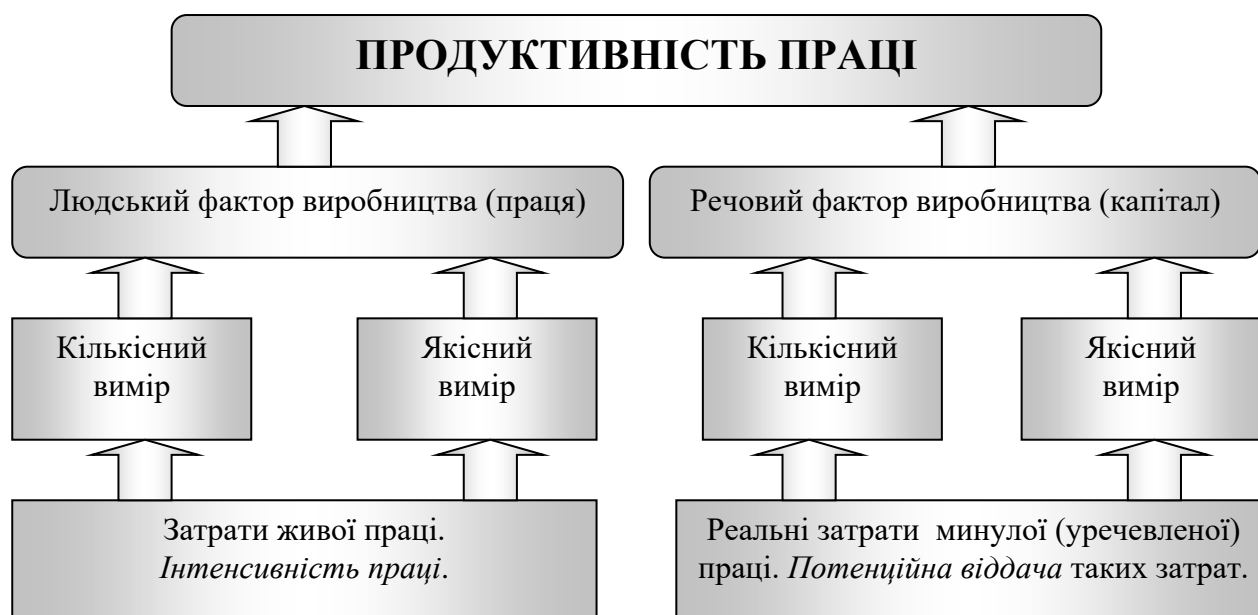 ПРОДУКТИВНІСТЬ ПРАЦІ
Людський фактор виробництва (праця)
Речовий фактор виробництва (капітал)
Кількісний
вимір
Якісний
вимір
Кількісний
вимір
Якісний
вимір
Затрати живої праці.
Інтенсивність праці.
Реальні затрати минулої (уречевленої)
праці. Потенційна віддача таких затрат.